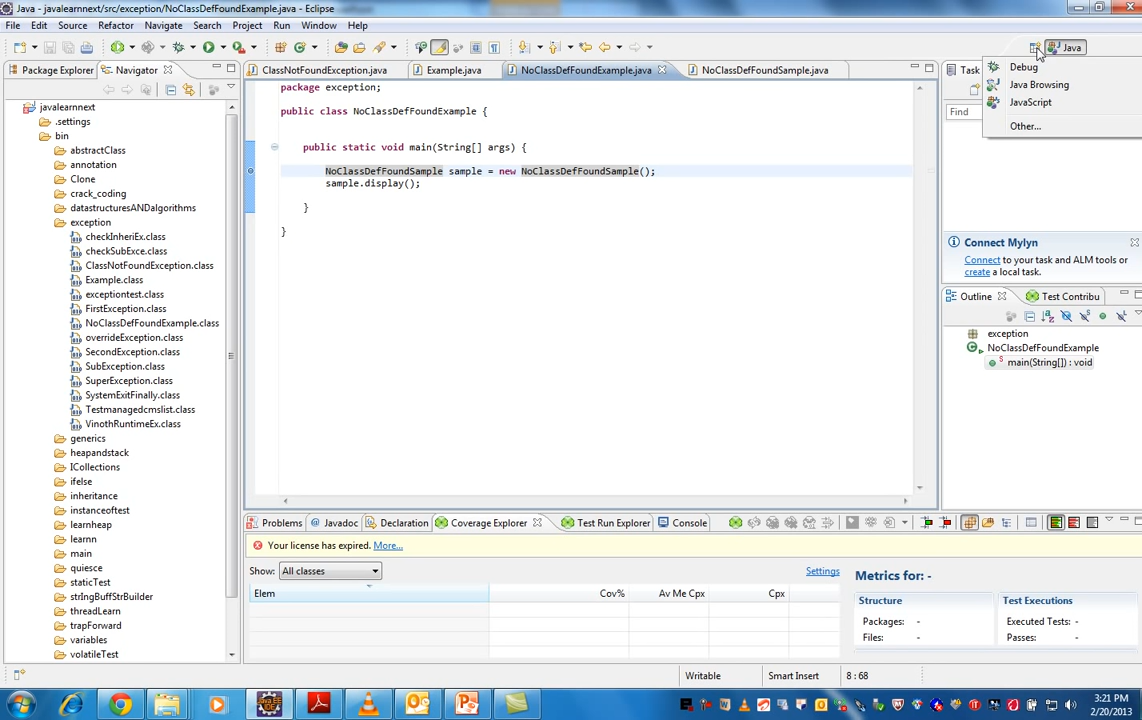 Java - javalearnnext/src/exception/NoClassDefFoundExample.java - Eclipse
File Edit Source Refactor Navigate Search Project Run Window Help
Java
Package Explorer Navigator
ClassNotFoundException.java Example.java NoClassDefFoundExample.java NoClassDefFoundSample.java
Task
Debug
Java Browsing
JavaScript
Other...
Find
javalearnnext
.settings
bin
abstractClass
annotation
Clone
crack_coding
datastructuresANDalgorithms
exception
checkInheriEx.class
checkSubExce.class
ClassNotFoundException.class
Example.class
exceptiontest.class
FirstException.class
NoClassDefFoundExample.class
overrideException.class
SecondException.class
SubException.class
SuperException.class
SystemExitFinally.class
Testmanagedcmslist.class
VinothRuntimeEx.class
generics
heapandstack
ICollections
ifelse
inheritance
instanceoftest
learnheap
learnn
main
quiesce
staticTest
strIngBuffStrBuilder
threadLearn
trapForward
variables
volatileTest
package exception;
public class NoClassDefFoundExample {
public static void main(String[] args) {
NoClassDefFoundSample sample = new NoClassDefFoundSample();
sample.display();
}
}
Connect Mylyn
Connect to your task and ALM tools or
create a local task.
Outline Test Contribu
exception
NoClassDefFoundExample
main(String[]) : void
Problems Javadoc Declaration Coverage Explorer Test Run Explorer Console
Your license has expired. More...
Show: All classes Settings
Elem Cov% Av Me Cpx Cpx
Metrics for: -
Structure Test Executions
Packages: - Executed Tests: -
Files: - Passes: -
Writable Smart Insert 8 : 68
3:21 PM
2/20/2013